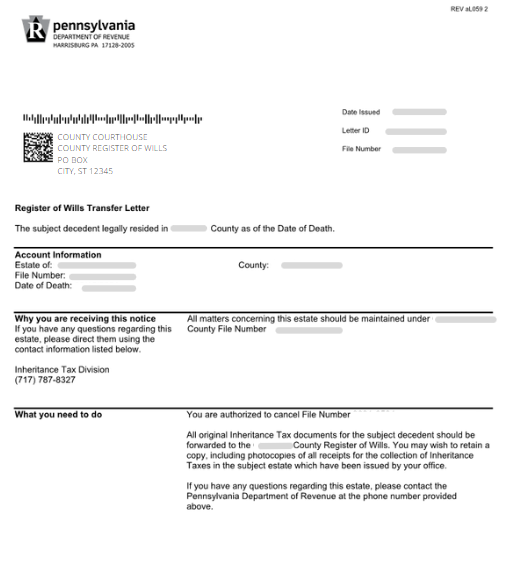 REV aL059 2
pennsylvania
DEPARTMENT OF REVENUE
HARRISBURG PA 17128-2005
Date Issued
Letter ID
File Number
COUNTY COURTHOUSE
COUNTY REGISTER OF WILLS
PO BOX
CITY, ST 12345
Register of Wills Transfer Letter
The subject decedent legally resided in County as of the Date of Death.
Account Information
Estate of:
County:
File Number:
Date of Death:
Why you are receiving this notice
If you have any questions regarding this
estate, please direct them using the
contact information listed below.
Inheritance Tax Division
(717) 787-8327
All matters concerning this estate should be maintained under
County File Number
What you need to do
You are authorized to cancel File Number
All original Inheritance Tax documents for the subject decedent should be
forwarded to the County Register of Wills. You may wish to retain a
copy, including photocopies of all receipts for the collection of Inheritance
Taxes in the subject estate which have been issued by your office.
If you have any questions regarding this estate, please contact the
Pennsylvania Department of Revenue at the phone number provided
above.